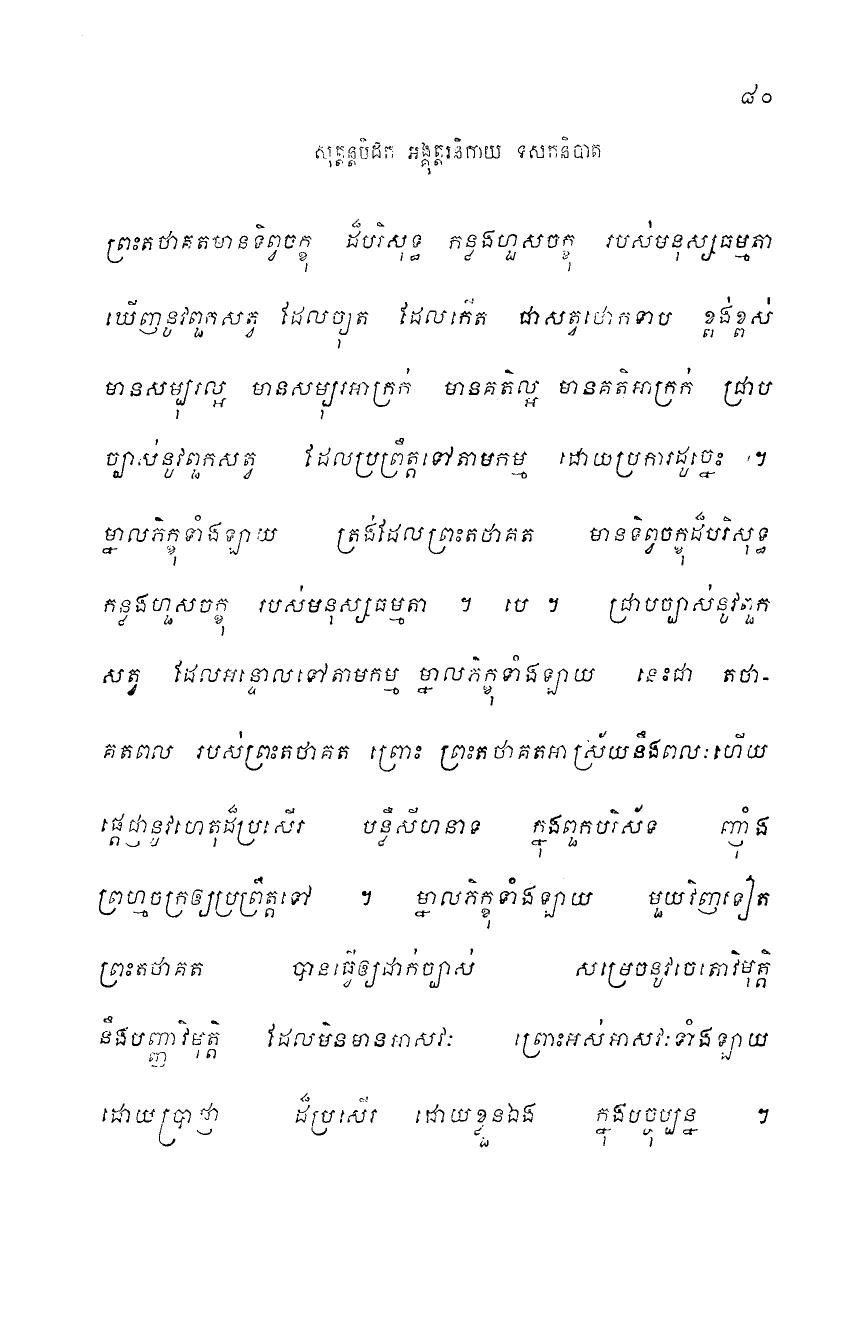 ៨០
សុត្តន្តបិដក អង្គុត្តរនិកាយ ទសកនិបាត
ព្រះតថាគតមានទិព្វចក្ខុ ដ៏បរិសុទ្ធ កន្លងហួសចក្ខុ របស់មនុស្សធម្មតា
ឃើញនូវពួកសត្វ ដែលច្យុត ដែលកើត ជាសត្វថោកទាប ខ្ពង់ខ្ពស់
មានសម្បុរល្អ មានសម្បុរអាក្រក់ មានគតិល្អ មានគតិអាក្រក់ ជ្រាប
ច្បាស់នូវពួកសត្វ ដែលប្រព្រឹត្តទៅតាមកម្ម ដោយប្រការដូច្នេះ ។
ម្នាលភិក្ខុទាំងឡាយ ត្រង់ដែលព្រះតថាគត មានទិព្វចក្ខុដ៏បរិសុទ្ធ
កន្លងហួសចក្ខុ របស់មនុស្សធម្មតា ។ បេ ។ ជ្រាបច្បាស់នូវពួក
សត្វ ដែលអន្ទោលទៅតាមកម្ម ម្នាលភិក្ខុទាំងឡាយ នេះជា តថា-
គតពល របស់ព្រះតថាគត ព្រោះ ព្រះតថាគតអាស្រ័យនឹងពលៈហើយ
ប្តេជ្ញានូវហេតុដ៏ប្រសើរ បន្លឺសីហនាទ ក្នុងពួកបរិស័ទ ញ៉ាំង
ព្រហ្មចក្រឲ្យប្រព្រឹត្តទៅ ។ ម្នាលភិក្ខុទាំងឡាយ មួយវិញទៀត
ព្រះតថាគត បានធ្វើឲ្យជាក់ច្បាស់ សម្រេចនូវចេតោវិមុត្តិ
នឹងបញ្ញាវិមុត្តិ ដែលមិនមានអាសវៈ ព្រោះអស់អាសវៈទាំងឡាយ
ដោយប្រាជ្ញា ដ៏ប្រសើរ ដោយខ្លួនឯង ក្នុងបច្ចុប្បន្ន ។